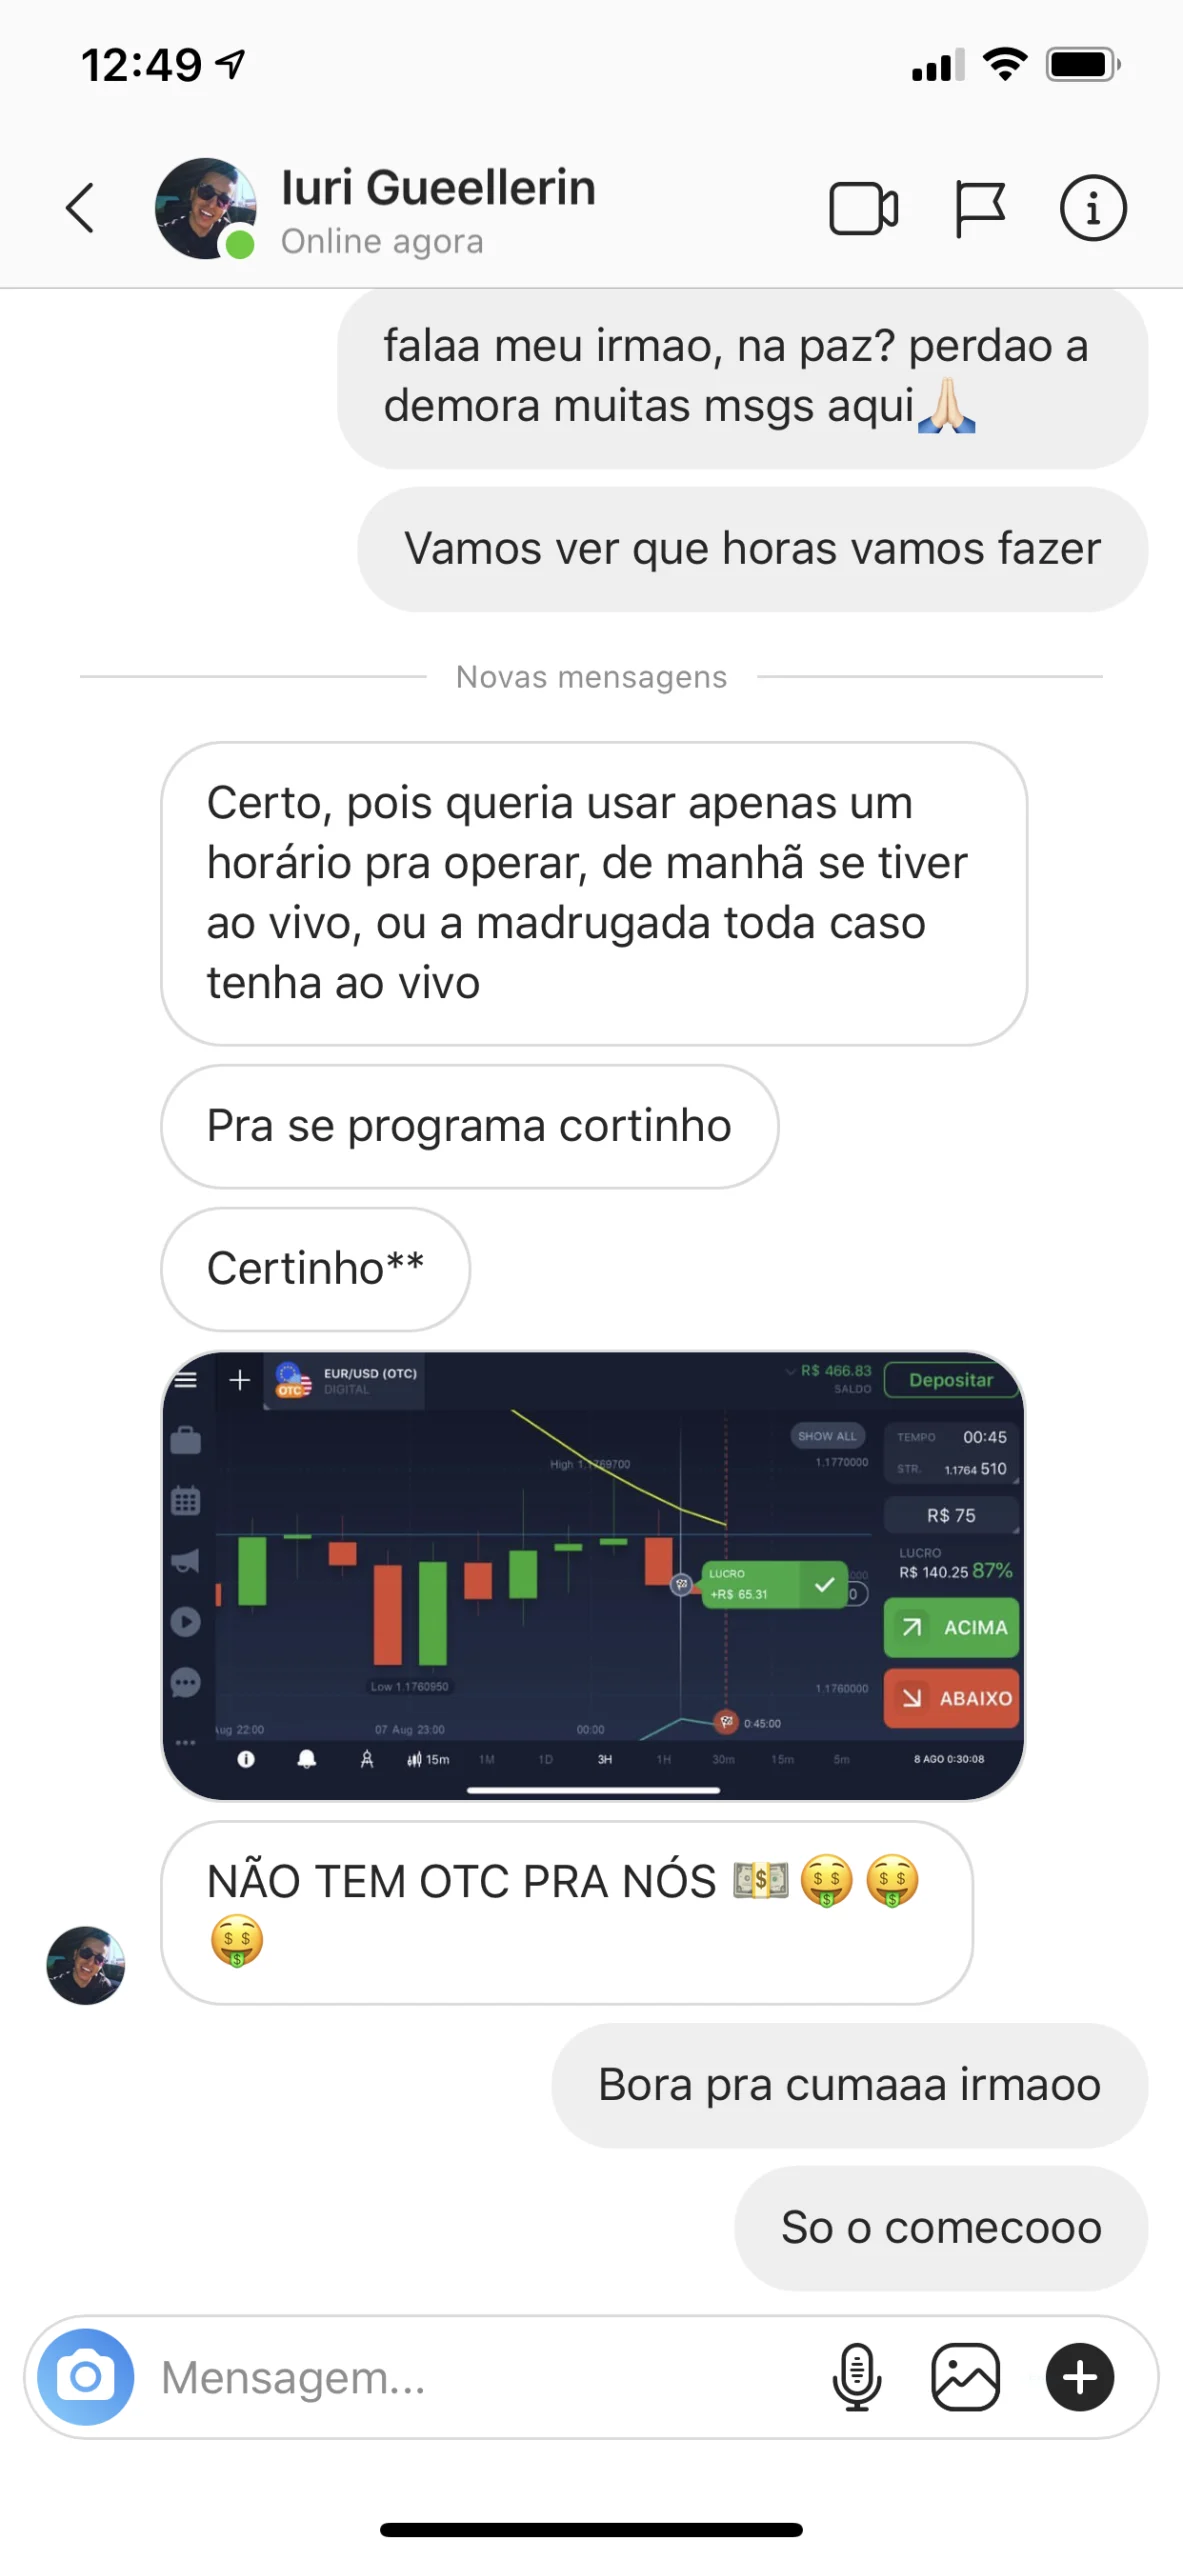 12:49
Iuri Gueellerin
Online agora
falaa meu irmao, na paz? perdao a
demora muitas msgs aqui🙏🏻
Vamos ver que horas vamos fazer
Novas mensagens
Certo, pois queria usar apenas um
horário pra operar, de manhã se tiver
ao vivo, ou a madrugada toda caso
tenha ao vivo
Pra se programa cortinho
Certinho**
EUR/USD (OTC)
DIGITAL
OTC
R$ 466.83
SALDO
Depositar
SHOW ALL
1.1770000
TEMPO 00:45
STR. 1.1764 510
High 1.1769700
R$ 75
LUCRO
R$ 140.25 87%
LUCRO
+R$ 65.31
ACIMA
Low 1.1760950
1.1760000
ABAIXO
Aug 22:00
07 Aug 23:00
00:00
0:45:00
15m
1M
1D
3H
1H
30m
15m
5m
8 AGO 0:30:08
NÃO TEM OTC PRA NÓS 💵🤑🤑
🤑
Bora pra cumaaa irmaoo
So o comecooo
Mensagem...